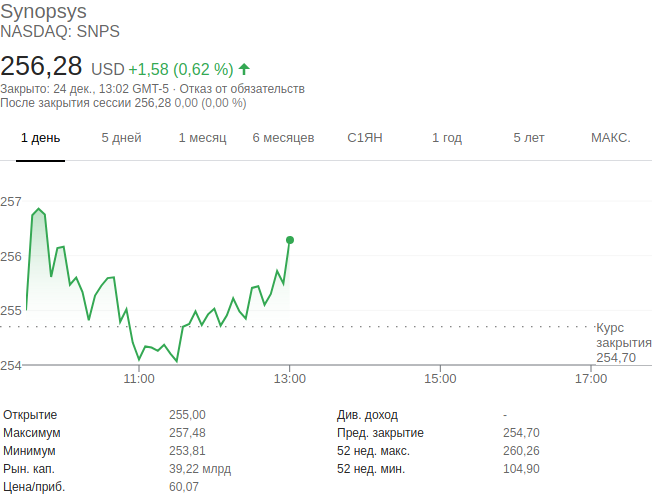 Synopsys
NASDAQ: SNPS
256,28 USD +1,58 (0,62 %)
Закрыто: 24 дек., 13:02 GMT-5 · Отказ от обязательств
После закрытия сессии 256,28 0,00 (0,00 %)
1 день 5 дней 1 месяц 6 месяцев С1ЯН 1 год 5 лет МАКС.
257
256
255
Курс
закрытия
254,70
254
11:00 13:00 15:00 17:00
Открытие 255,00 Див. доход -
Максимум 257,48 Пред. закрытие 254,70
Минимум 253,81 52 нед. макс. 260,26
Рын. кап. 39,22 млрд 52 нед. мин. 104,90
Цена/приб. 60,07